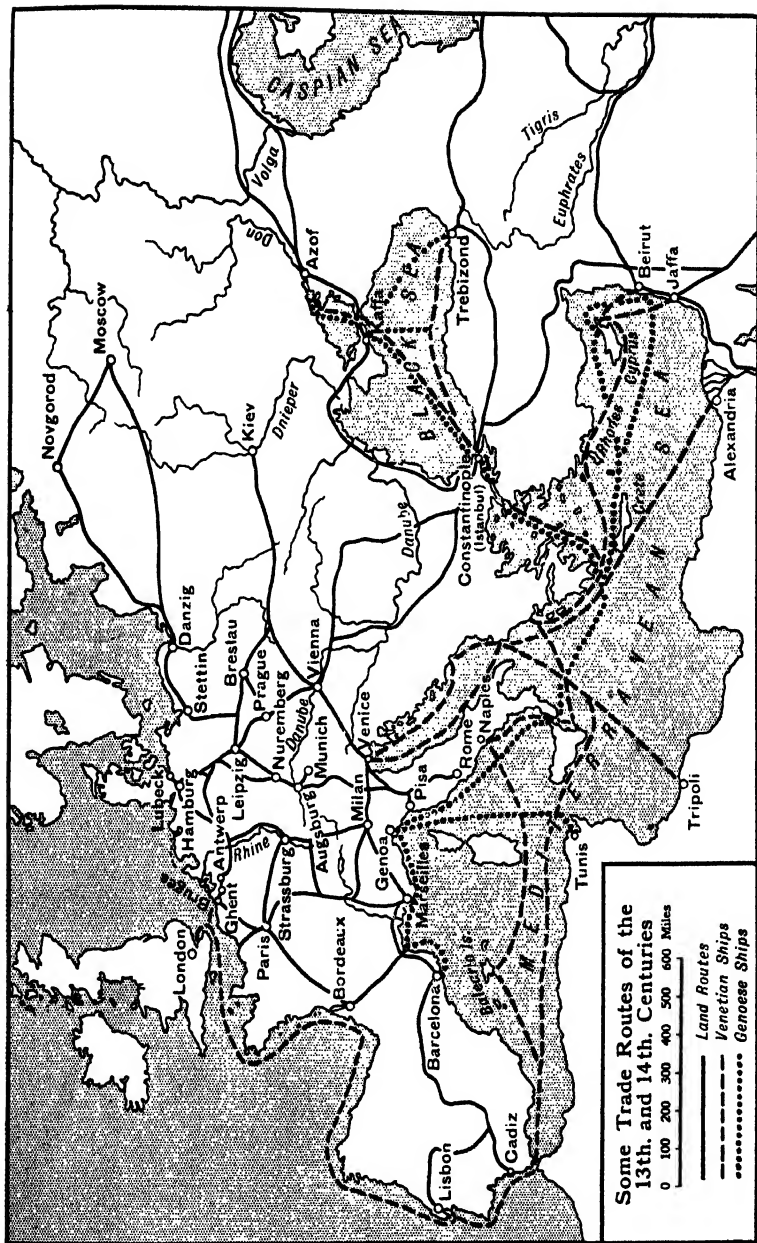 Some Trade Routes of the
13th. and 14th. Centuries
0 100 200 300 400 500 600 Miles
Land Routes
Venetian Ships
Genoese Ships
Novgorod
Moscow
Danzig
Stettin
Lubeck
Hamburg
London
Bruges
Antwerp
Ghent
Rhine
Leipzig
Breslau
Prague
Kiev
Dnieper
Don
Volga
CASPIAN SEA
Azof
Kaffa
BLACK SEA
Trebizond
Tigris
Euphrates
Paris
Strassburg
Nuremberg
Danube
Augsburg
Munich
Vienna
Danube
Constantinople
(Istanbul)
Bordeaux
Milan
Venice
Genoa
Marseilles
Pisa
Rome
Naples
Barcelona
Balearic Is.
Lisbon
Cadiz
MEDITERRANEAN SEA
Tunis
Tripoli
Crete
Rhodes
Cyprus
Beirut
Jaffa
Alexandria